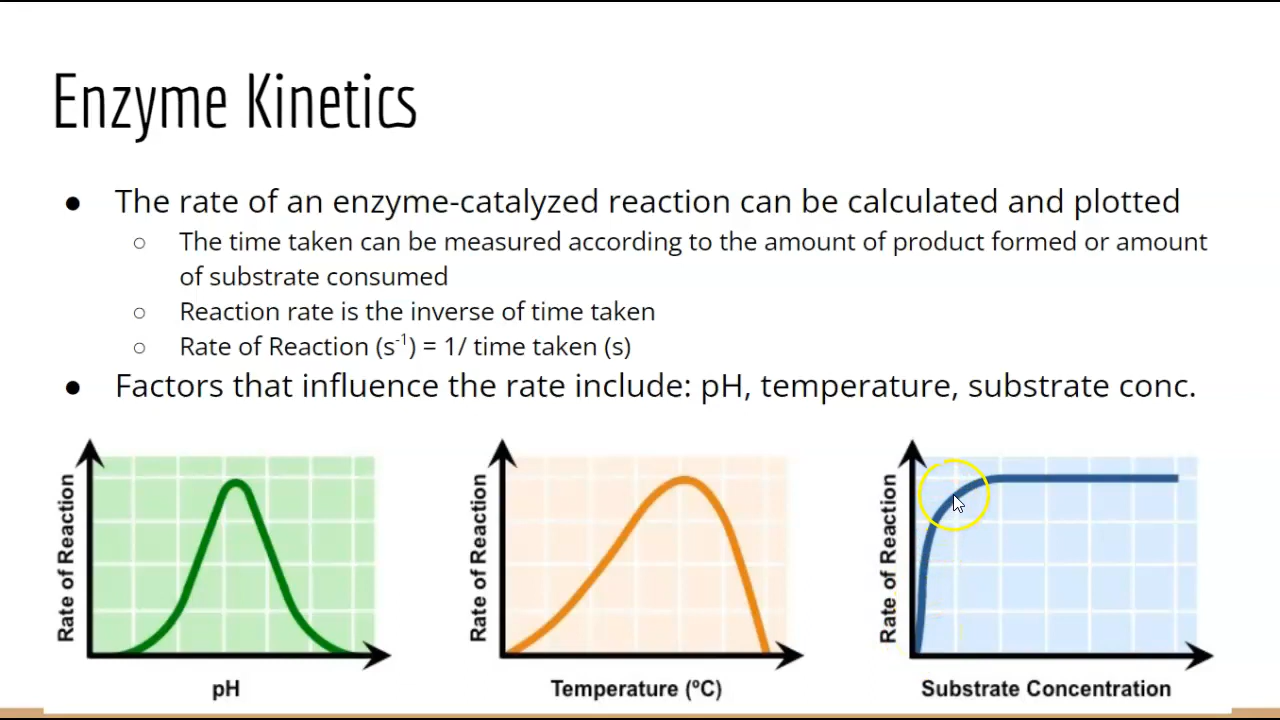 Enzyme Kinetics
● The rate of an enzyme-catalyzed reaction can be calculated and plotted
○ The time taken can be measured according to the amount of product formed or amount
of substrate consumed
○ Reaction rate is the inverse of time taken
○ Rate of Reaction (s⁻¹) = 1/ time taken (s)
● Factors that influence the rate include: pH, temperature, substrate conc.
Rate of Reaction
pH
Rate of Reaction
Temperature (ºC)
Rate of Reaction
Substrate Concentration